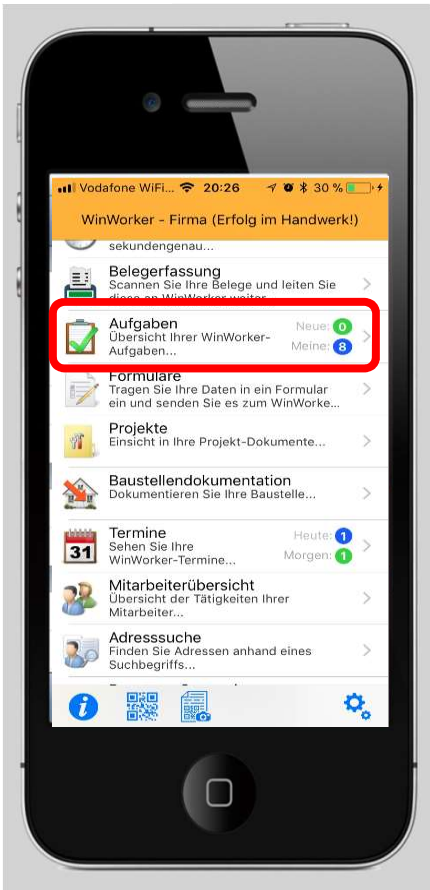 Vodafone WiFi... 20:26 30 %
WinWorker - Firma (Erfolg im Handwerk!)
sekundengenau...
Belegerfassung
Scannen Sie Ihre Belege und leiten Sie
diese an WinWorker weiter
Aufgaben
Übersicht Ihrer WinWorker-
Aufgaben...
Neue: 0
Meine: 8
Formulare
Tragen Sie Ihre Daten in ein Formular
ein und senden Sie es zum WinWorke...
Projekte
Einsicht in Ihre Projekt-Dokumente...
Baustellendokumentation
Dokumentieren Sie Ihre Baustelle...
31
Termine
Sehen Sie Ihre
WinWorker-Termine...
Heute: 1
Morgen: 1
Mitarbeiterübersicht
Übersicht der Tätigkeiten Ihrer
Mitarbeiter...
Adresssuche
Finden Sie Adressen anhand eines
Suchbegriffs...
i